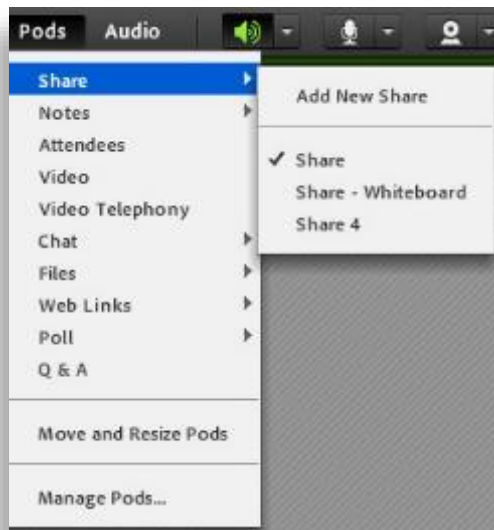 Pods Audio
Share
Notes
Attendees
Video
Video Telephony
Chat
Files
Web Links
Poll
Q & A
Move and Resize Pods
Manage Pods...
Add New Share
Share
Share - Whiteboard
Share 4